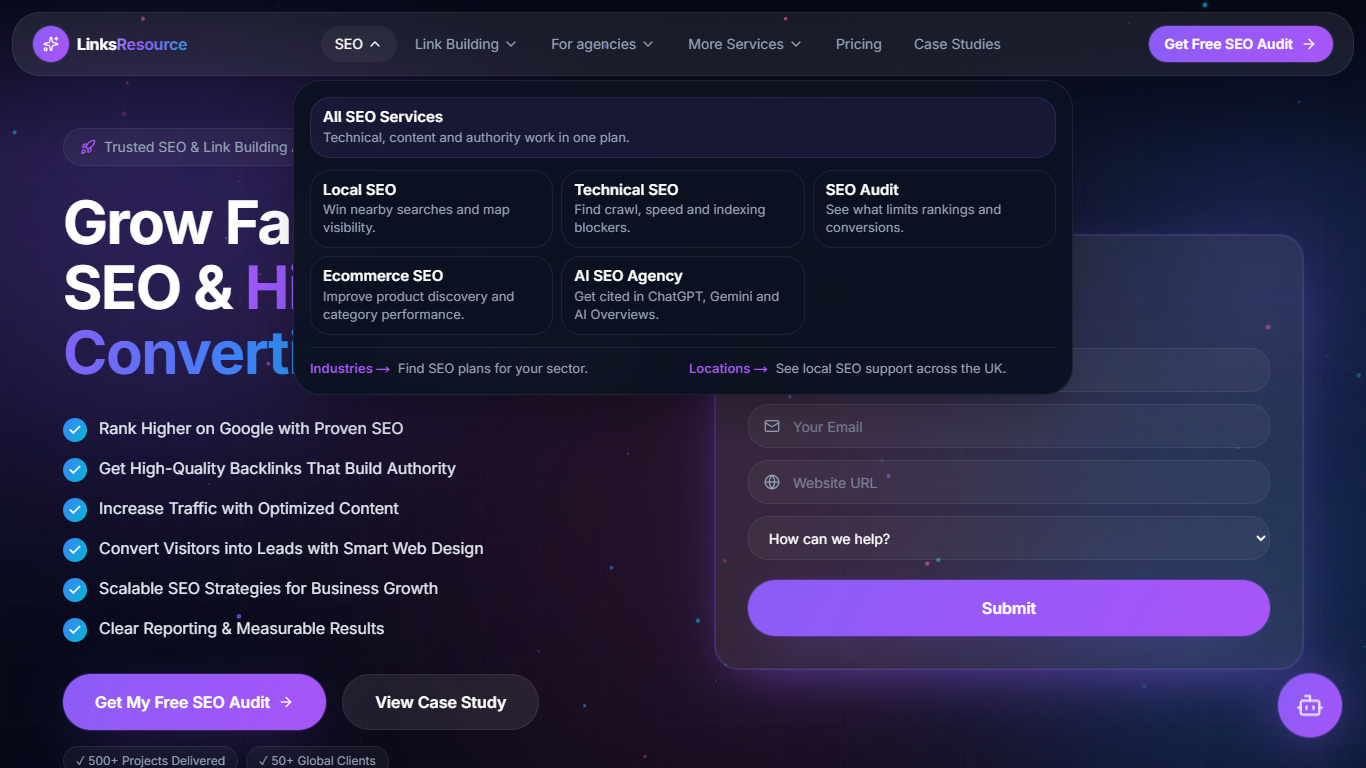 LinksResource
SEO
Link Building
For agencies
More Services
Pricing
Case Studies
Get Free SEO Audit
All SEO Services
Technical, content and authority work in one plan.
Trusted SEO & Link Building
Local SEO
Win nearby searches and map
visibility.
Technical SEO
Find crawl, speed and indexing
blockers.
SEO Audit
See what limits rankings and
conversions.
Ecommerce SEO
Improve product discovery and
category performance.
AI SEO Agency
Get cited in ChatGPT, Gemini and
AI Overviews.
Industries → Find SEO plans for your sector.
Locations → See local SEO support across the UK.
Grow
SEO &
Rank Higher on Google with Proven SEO
Get High-Quality Backlinks That Build Authority
Increase Traffic with Optimized Content
Convert Visitors into Leads with Smart Web Design
Scalable SEO Strategies for Business Growth
Clear Reporting & Measurable Results
Get My Free SEO Audit
View Case Study
✓ 500+ Projects Delivered
✓ 50+ Global Clients
Your Email
Website URL
How can we help?
Submit